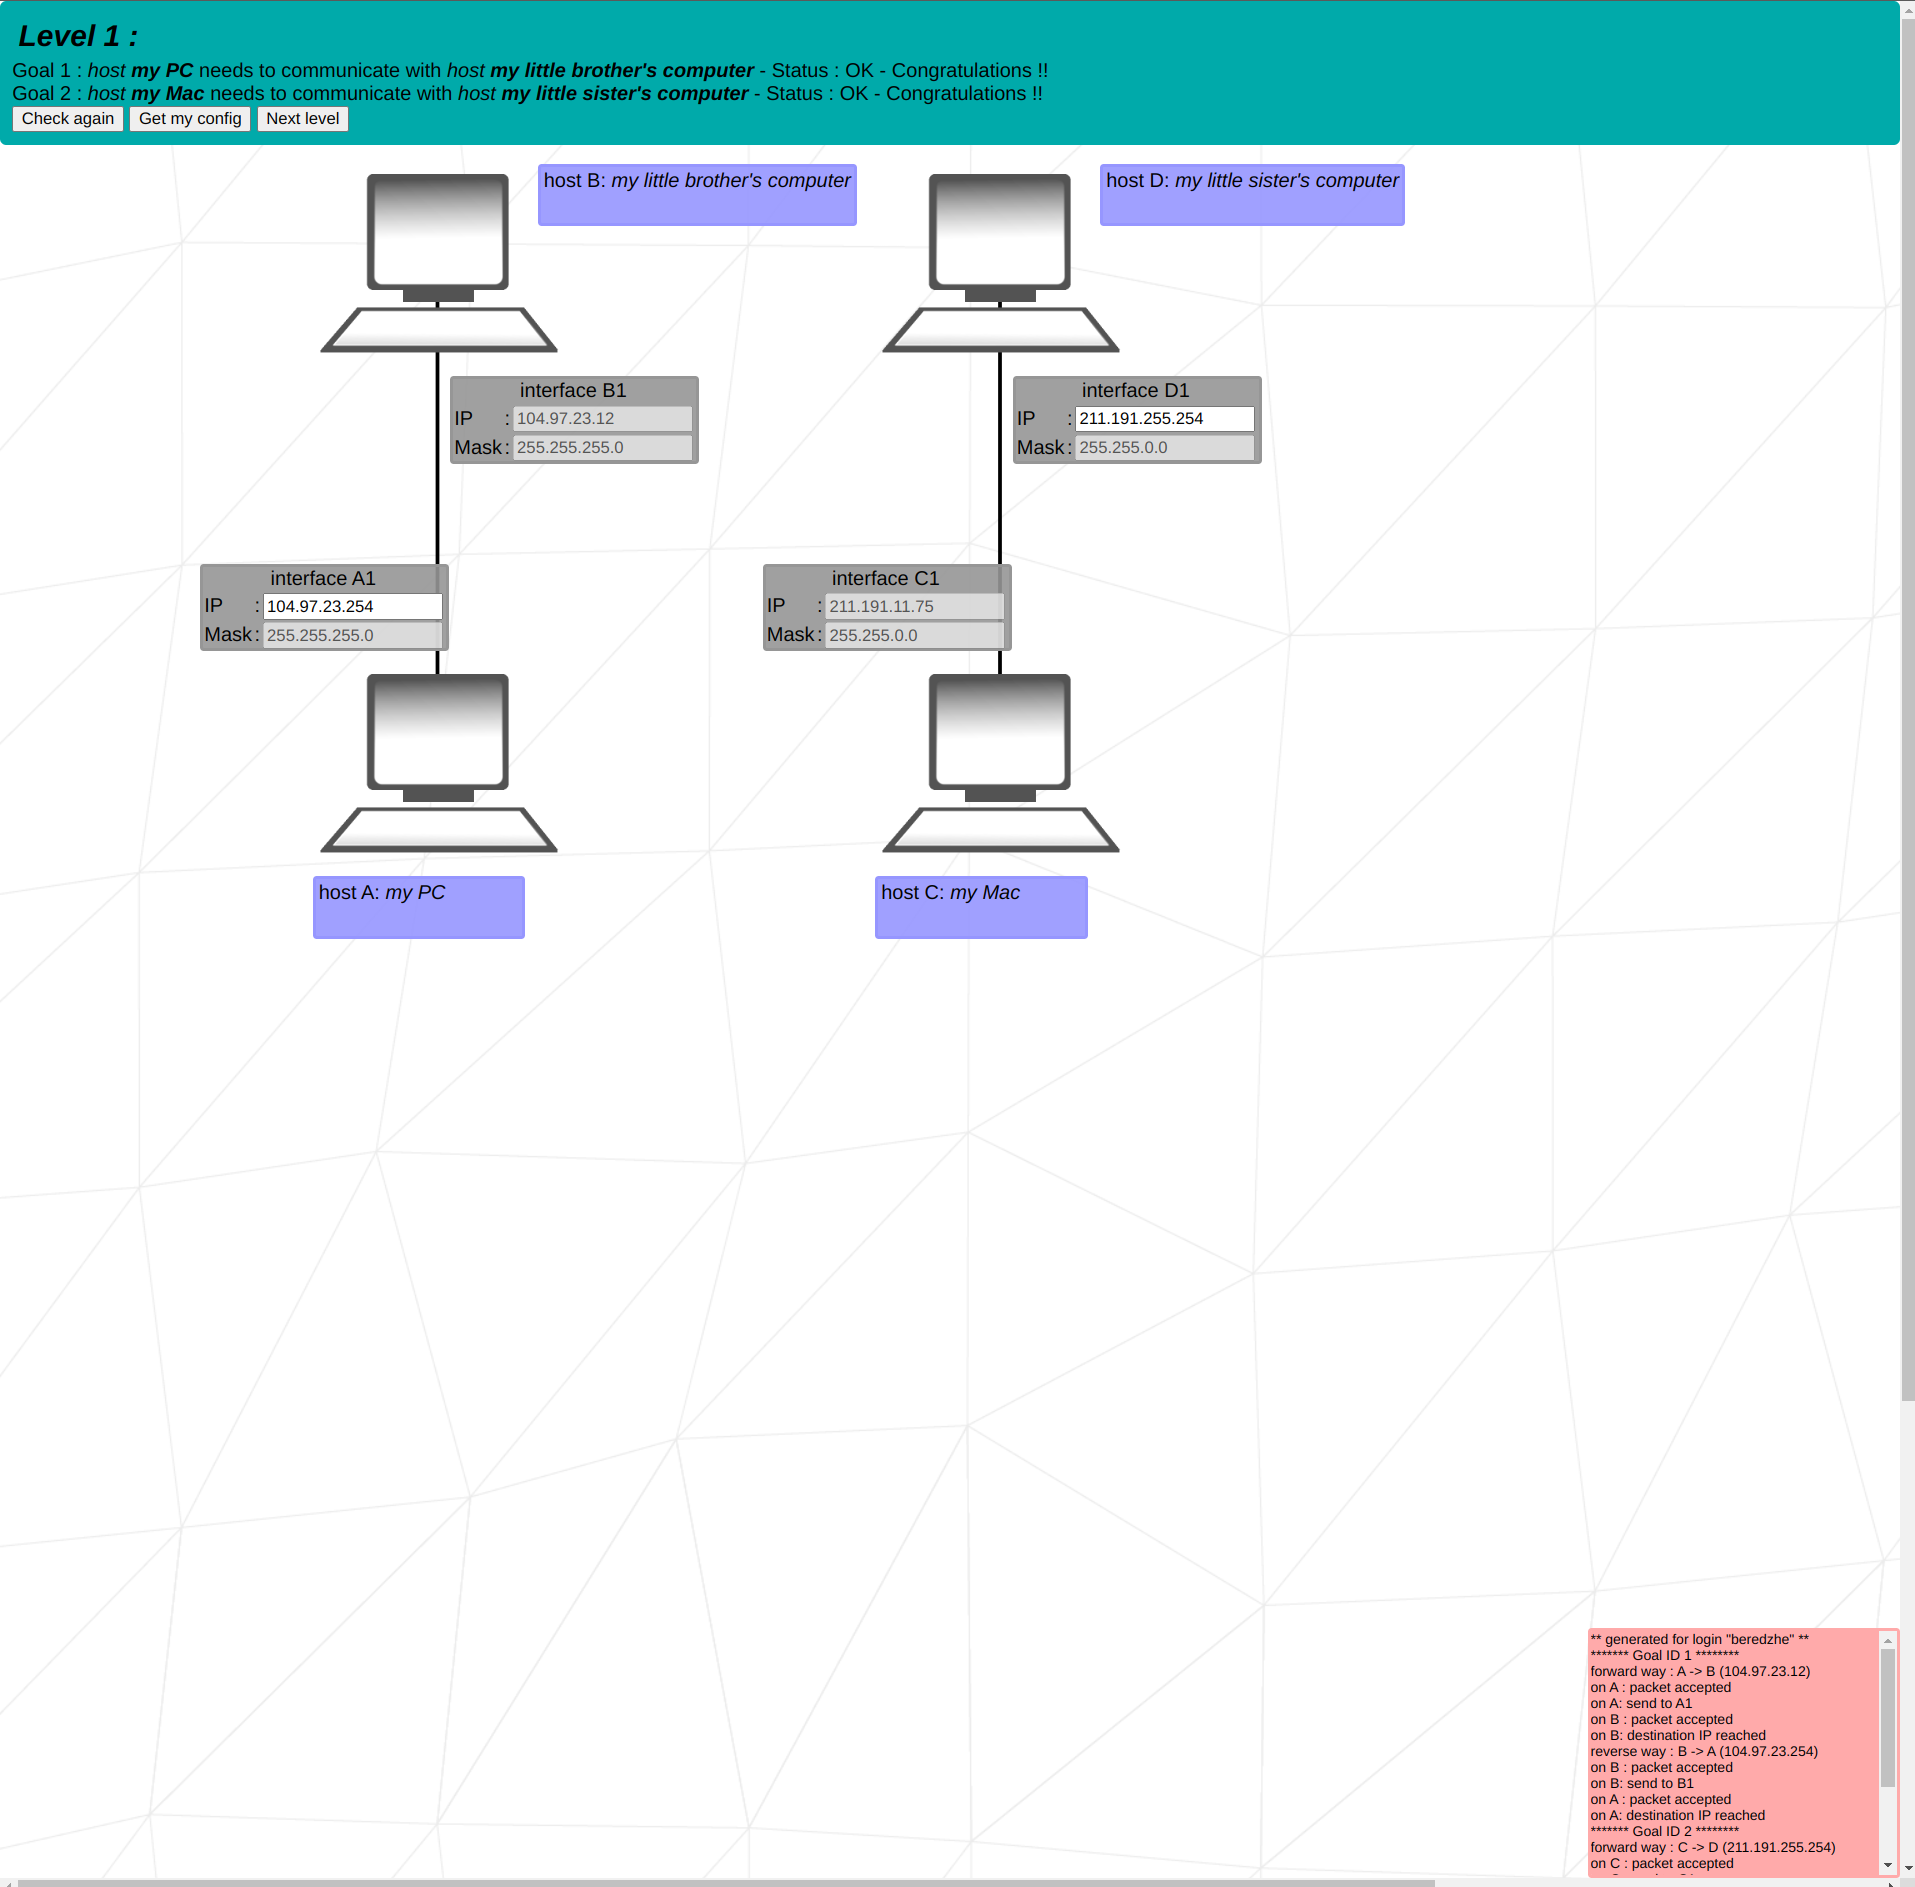 Level 1 :
Goal 1 : host my PC needs to communicate with host my little brother's computer - Status : OK - Congratulations !!
Goal 2 : host my Mac needs to communicate with host my little sister's computer - Status : OK - Congratulations !!
Check again Get my config Next level
host B: my little brother's computer
host D: my little sister's computer
interface B1
IP : 104.97.23.12
Mask : 255.255.255.0
interface D1
IP : 211.191.255.254
Mask : 255.255.0.0
interface A1
IP : 104.97.23.254
Mask : 255.255.255.0
interface C1
IP : 211.191.11.75
Mask : 255.255.0.0
host A: my PC
host C: my Mac
** generated for login "beredzhe" **
******* Goal ID 1 ********
forward way : A -> B (104.97.23.12)
on A : packet accepted
on A: send to A1
on B : packet accepted
on B: destination IP reached
reverse way : B -> A (104.97.23.254)
on B : packet accepted
on B: send to B1
on A : packet accepted
on A: destination IP reached
******* Goal ID 2 ********
forward way : C -> D (211.191.255.254)
on C : packet accepted